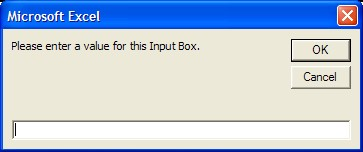 Microsoft Excel
Please enter a value for this Input Box.
OK
Cancel